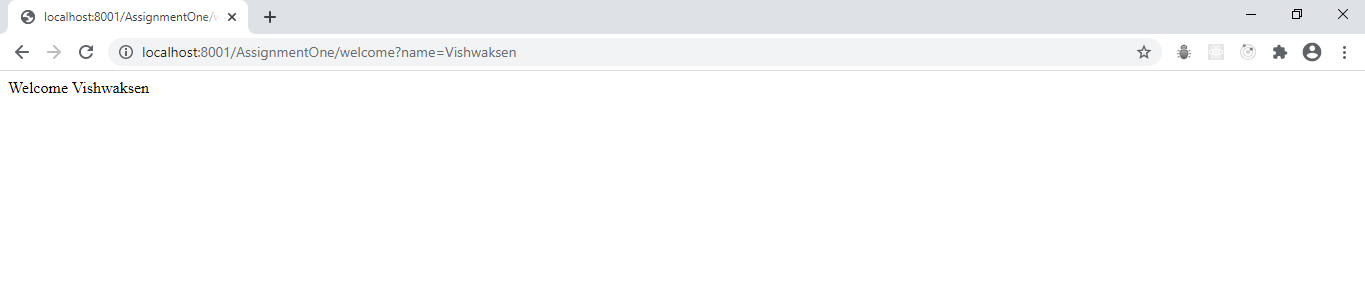 localhost:8001/AssignmentOne/w
localhost:8001/AssignmentOne/welcome?name=Vishwaksen
Welcome Vishwaksen